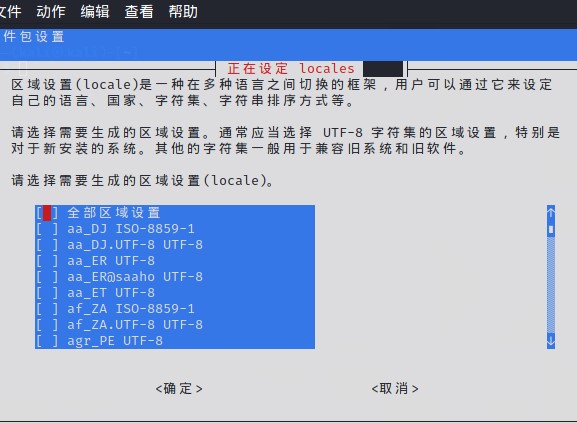 文件 动作 编辑 查看 帮助
件包设置
正在设定 locales
区域设置(locale)是一种在多种语言之间切换的框架，用户可以通过它来设定
自己的语言、国家、字符集、字符串排序方式等。
请选择需要生成的区域设置。通常应当选择 UTF-8 字符集的区域设置，特别是
对于新安装的系统。其他的字符集一般用于兼容旧系统和旧软件。
请选择需要生成的区域设置(locale)。
[ ] 全部区域设置
[ ] aa_DJ ISO-8859-1
[ ] aa_DJ.UTF-8 UTF-8
[ ] aa_ER UTF-8
[ ] aa_ER@saaho UTF-8
[ ] aa_ET UTF-8
[ ] af_ZA ISO-8859-1
[ ] af_ZA.UTF-8 UTF-8
[ ] agr_PE UTF-8
<确定> <取消>